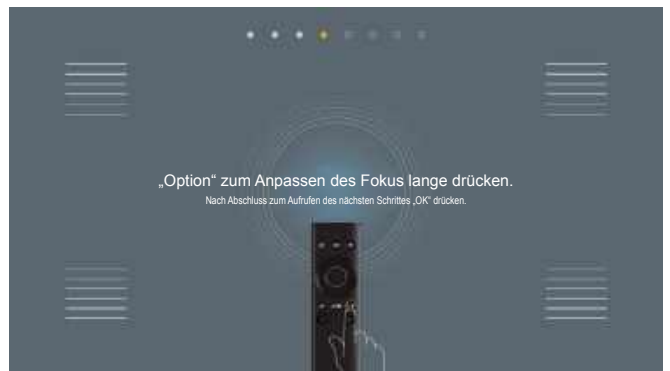 „Option“ zum Anpassen des Fokus lange drücken.
Nach Abschluss zum Aufrufen des nächsten Schrittes „OK“ drücken.